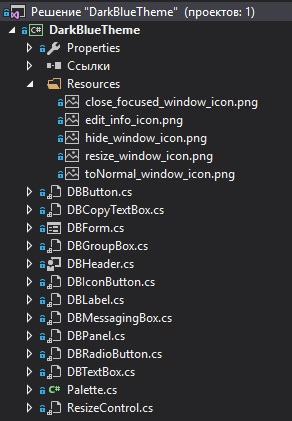 Решение "DarkBlueTheme" (проектов: 1)
C# DarkBlueTheme
Properties
Ссылки
Resources
close_focused_window_icon.png
edit_info_icon.png
hide_window_icon.png
resize_window_icon.png
toNormal_window_icon.png
DBButton.cs
DBCopyTextBox.cs
DBForm.cs
DBGroupBox.cs
DBHeader.cs
DBIconButton.cs
DBLabel.cs
DBMessagingBox.cs
DBPanel.cs
DBRadioButton.cs
DBTextBox.cs
C# Palette.cs
ResizeControl.cs